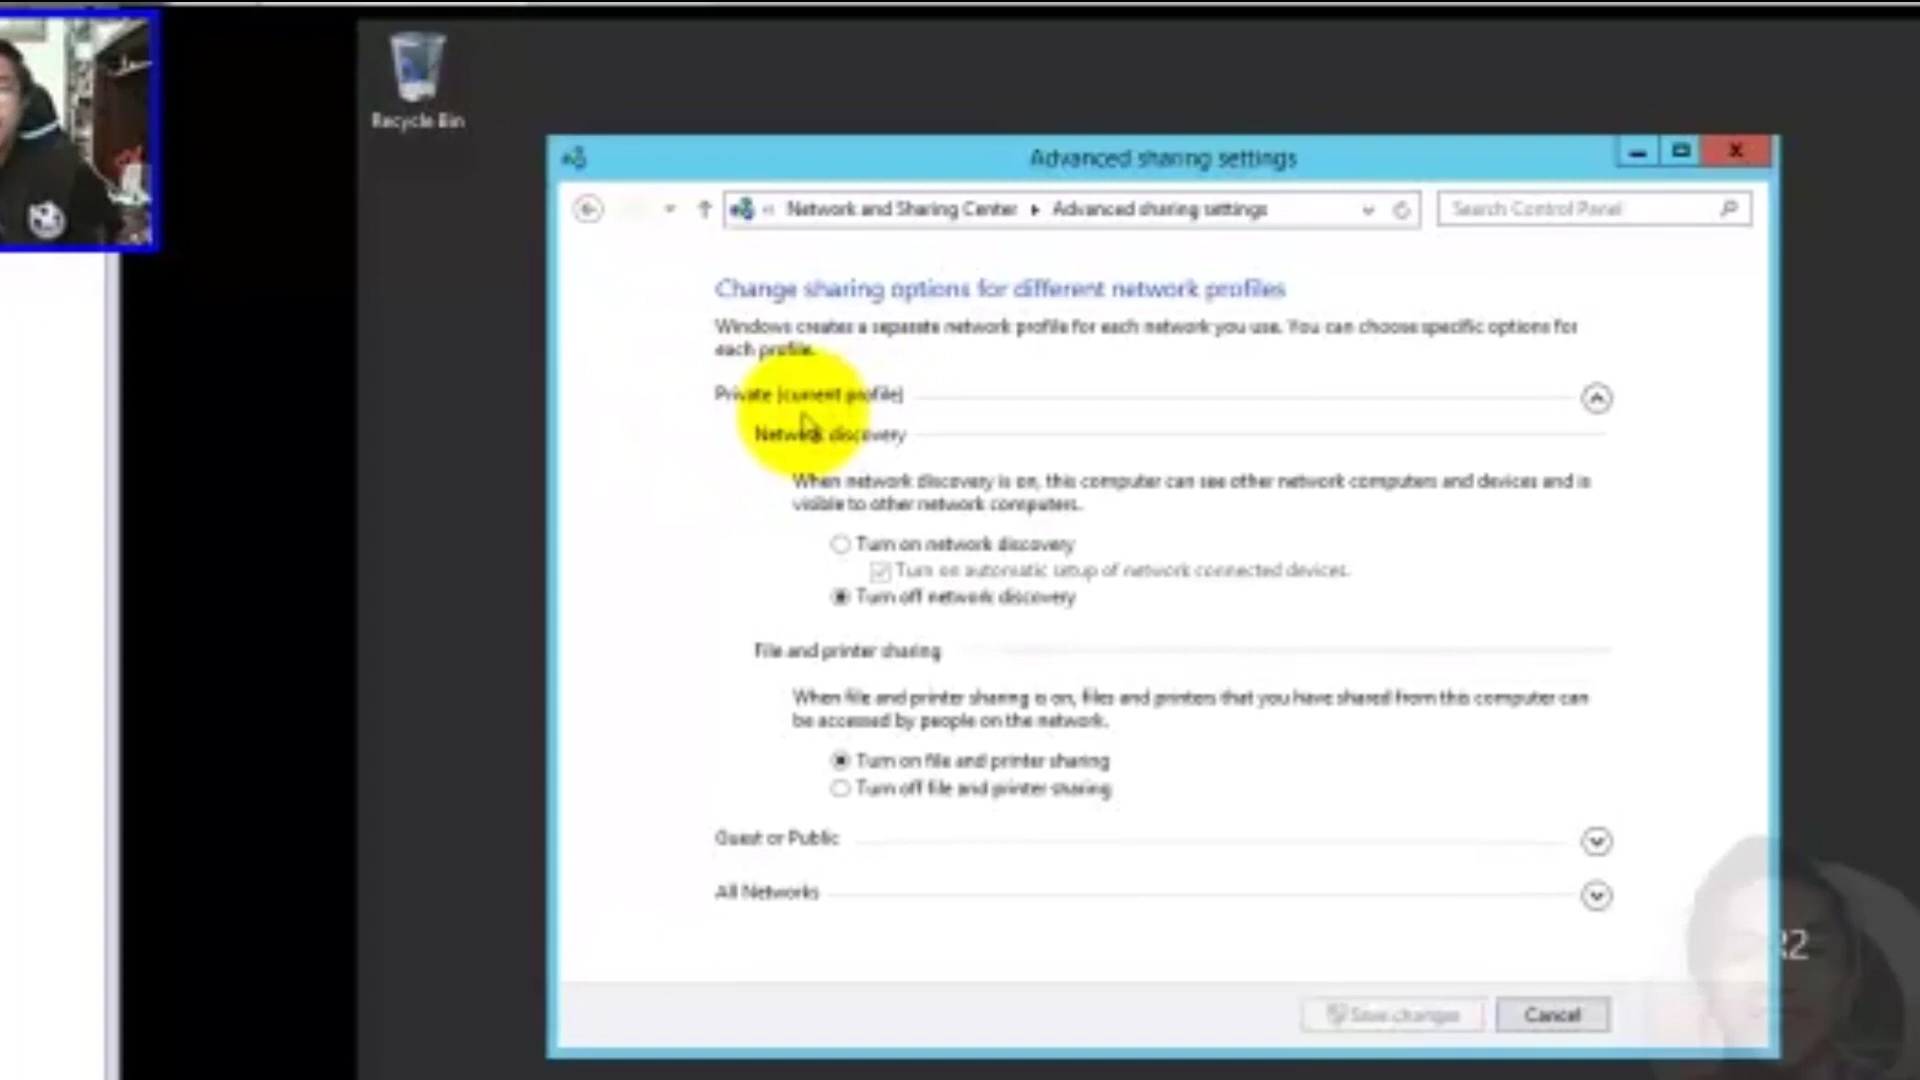 Recycle Bin
Advanced sharing settings
Network and Sharing Center
Advanced sharing settings
Search Control Panel
Change sharing options for different network profiles
Windows creates a separate network profile for each network you use. You can choose specific options for
each profile.
Private (current profile)
Network discovery
When network discovery is on, this computer can see other network computers and devices and is
visible to other network computers.
Turn on network discovery
Turn on automatic setup of network connected devices.
Turn off network discovery
File and printer sharing
When file and printer sharing is on, files and printers that you have shared from this computer can
be accessed by people on the network.
Turn on file and printer sharing
Turn off file and printer sharing
Guest or Public
All Networks
R2
Save changes
Cancel